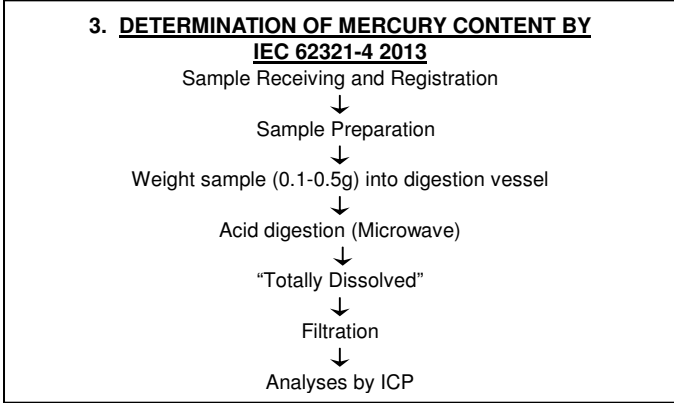 3. DETERMINATION OF MERCURY CONTENT BY
IEC 62321-4 2013
Sample Receiving and Registration
↓
Sample Preparation
↓
Weight sample (0.1-0.5g) into digestion vessel
↓
Acid digestion (Microwave)
↓
“Totally Dissolved”
↓
Filtration
↓
Analyses by ICP